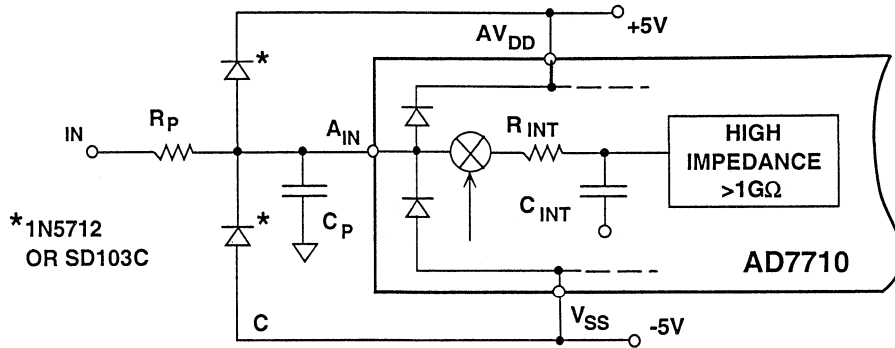 +5V
AVDD
*
RP
AIN
RINT
IN
HIGH
IMPEDANCE
>1GΩ
*
CP
CINT
*1N5712
OR SD103C
AD7710
C
VSS
-5V